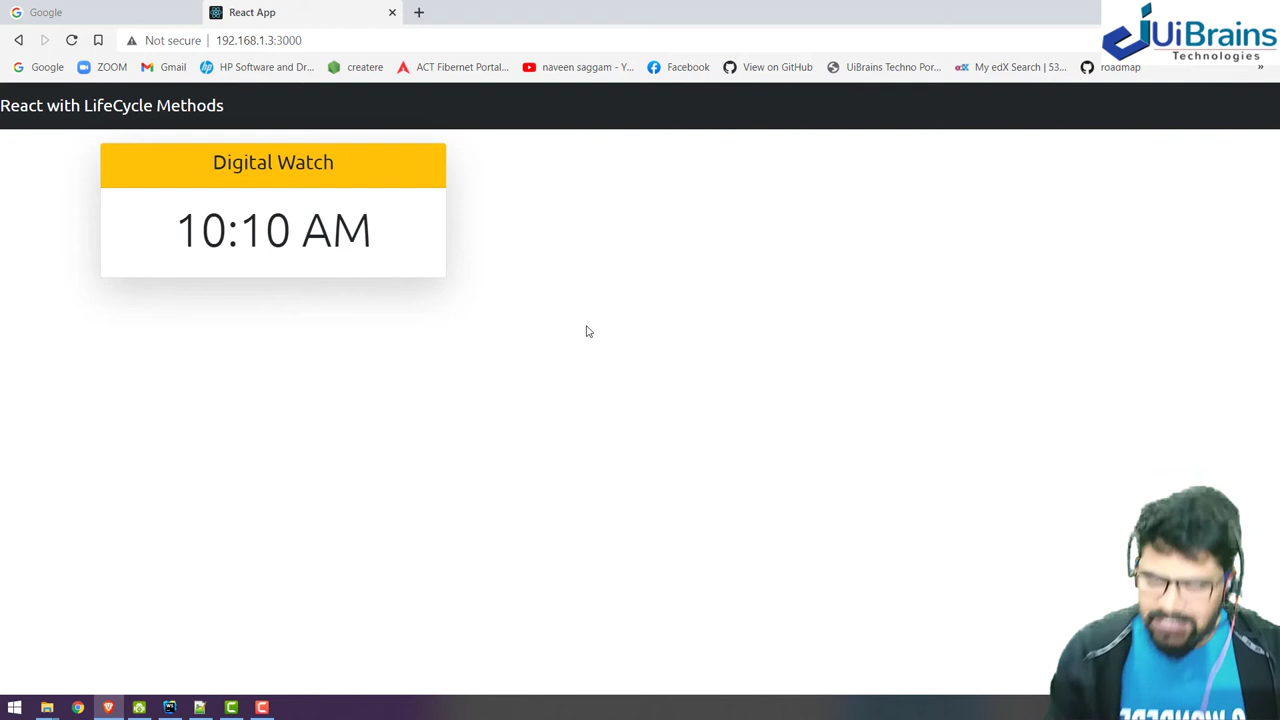 Google
React App
Not secure
192.168.1.3:3000
UiBrains
Technologies
Google
ZOOM
Gmail
HP Software and Dr...
createre
ACT Fibernet Portal...
naveen saggam - Y...
Facebook
View on GitHub
UiBrains Techno Por...
My edX Search | 53...
roadmap
»
React with LifeCycle Methods
Digital Watch
10:10 AM